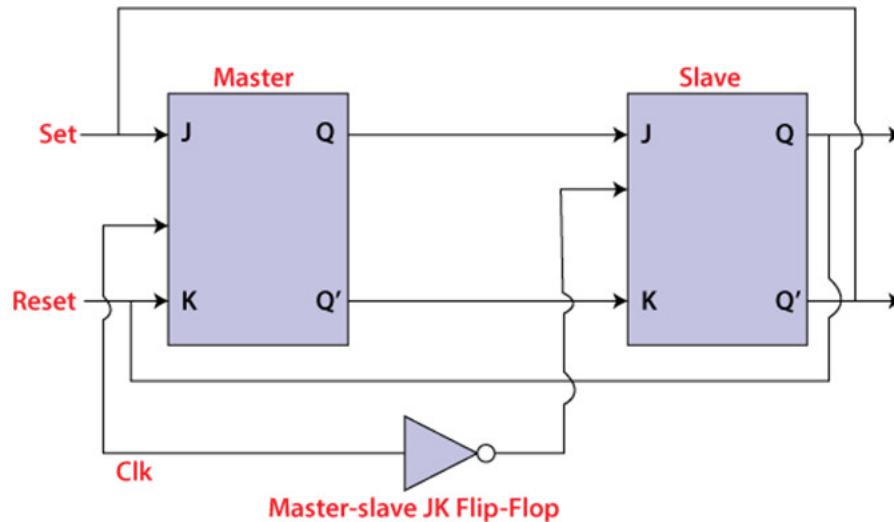 Master
Slave
Set
J
Q
J
Q
Reset
K
Q’
K
Q’
Clk
Master-slave JK Flip-Flop